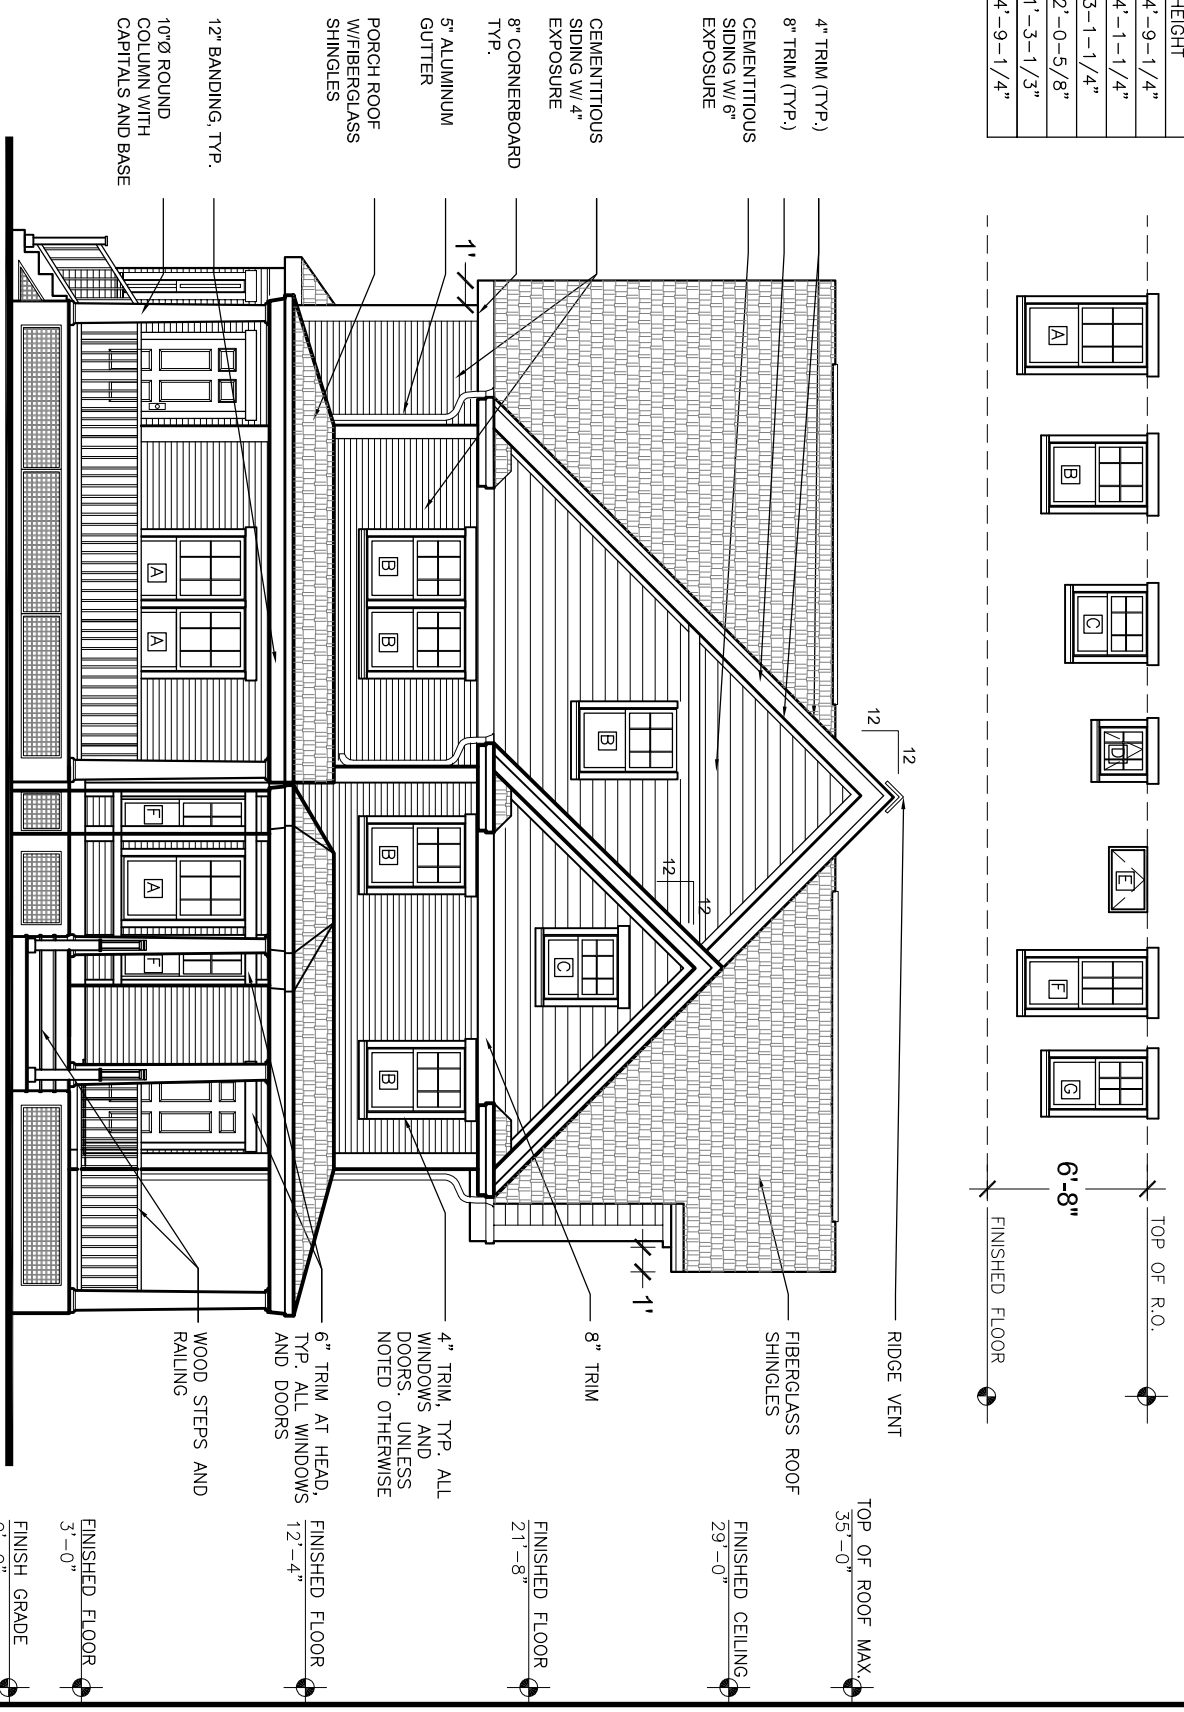 HEIGHT
4'-9-1/4"
4'-1-1/4"
3-1-1/4"
2'-0-5/8"
1'-3-1/3"
4'-9-1/4"
A
B
C
D
E
F
G
6'-8"
TOP OF R.O.
FINISHED FLOOR
4" TRIM (TYP.)
8" TRIM (TYP.)
CEMENTITIOUS
SIDING W/ 6"
EXPOSURE
CEMENTITIOUS
SIDING W/ 4"
EXPOSURE
8" CORNERBOARD
TYP.
5" ALUMINUM
GUTTER
PORCH ROOF
W/FIBERGLASS
SHINGLES
12" BANDING, TYP.
10"Ø ROUND
COLUMN WITH
CAPITALS AND BASE
12
12
12
12
1'
1'
B
C
B
B
B
B
A
A
F
A
F
RIDGE VENT
FIBERGLASS ROOF
SHINGLES
8" TRIM
4" TRIM, TYP. ALL
WINDOWS AND
DOORS. UNLESS
NOTED OTHERWISE
6" TRIM AT HEAD,
TYP. ALL WINDOWS
AND DOORS
WOOD STEPS AND
RAILING
TOP OF ROOF MAX.
35'-0"
FINISHED CEILING
29'-0"
FINISHED FLOOR
21'-8"
FINISHED FLOOR
12'-4"
FINISHED FLOOR
3'-0"
FINISH GRADE